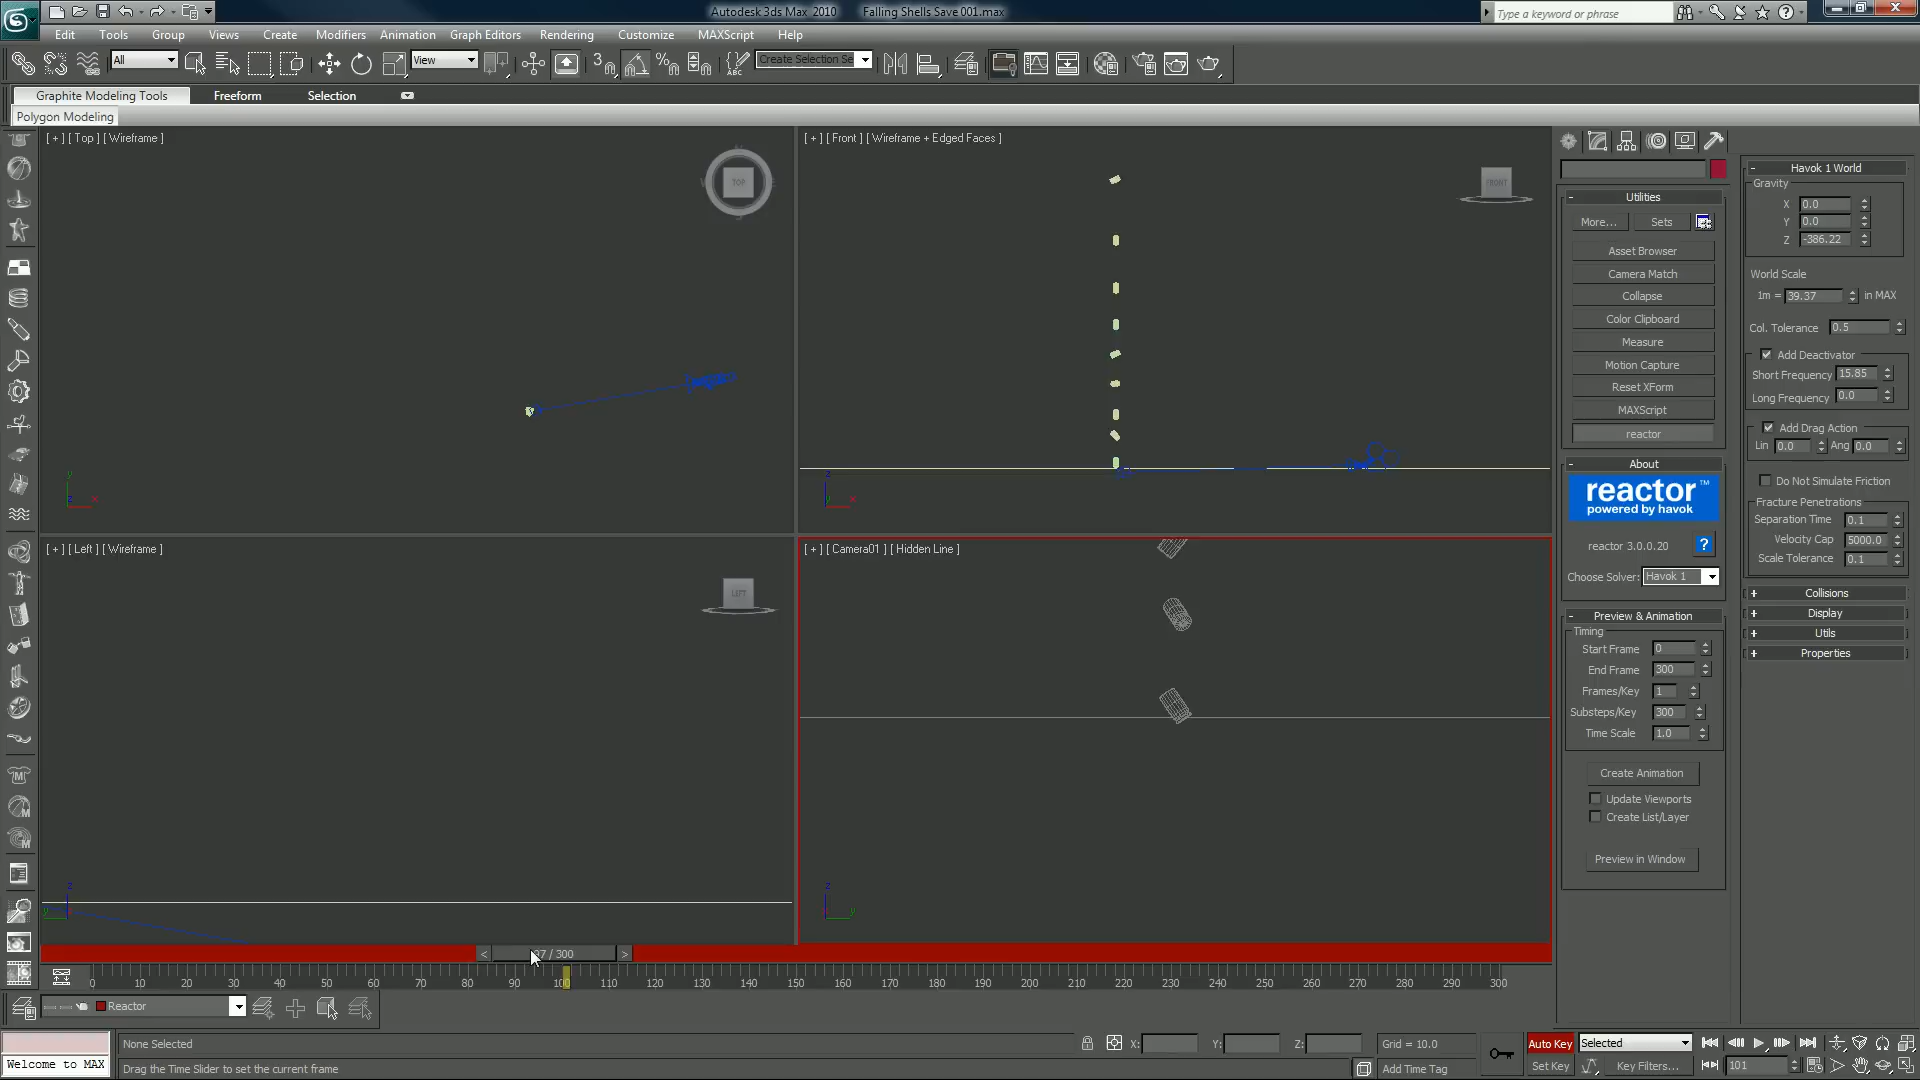 Autodesk 3ds Max 2010    Falling Shells Save 001.max
Type a keyword or phrase
Edit Tools Group Views Create Modifiers Animation Graph Editors Rendering Customize MAXScript Help
All
View
Create Selection Se
Graphite Modeling Tools Freeform Selection
Polygon Modeling
[ + ] [ Top ] [ Wireframe ]
TOP
[ + ] [ Front ] [ Wireframe + Edged Faces ]
FRONT
[ + ] [ Left ] [ Wireframe ]
LEFT
[ + ] [ Camera01 ] [ Hidden Line ]
Utilities
More... Sets
Asset Browser
Camera Match
Collapse
Color Clipboard
Measure
Motion Capture
Reset XForm
MAXScript
reactor
About
reactor™
powered by havok
reactor 3.0.0.20 ?
Choose Solver: Havok 1
Preview & Animation
Timing
Start Frame 0
End Frame 300
Frames/Key 1
Substeps/Key 300
Time Scale 1.0
Create Animation
Update Viewports
Create List/Layer
Preview in Window
Havok 1 World
Gravity
X 0.0
Y 0.0
Z -386.22
World Scale
1m = 39.37 in MAX
Col. Tolerance 0.5
Add Deactivator
Short Frequency 15.85
Long Frequency 0.0
Add Drag Action
Lin 0.0 Ang 0.0
Do Not Simulate Friction
Fracture Penetrations
Separation Time 0.1
Velocity Cap 5000.0
Scale Tolerance 0.1
Collisions
Display
Utils
Properties
< / 300 >
0 10 20 30 40 50 60 70 80 90 100 110 120 130 140 150 160 170 180 190 200 210 220 230 240 250 260 270 280 290 300
Reactor
Welcome to MAX
None Selected
X: Y: Z: Grid = 10.0
Auto Key Selected
Drag the Time Slider to set the current frame
Add Time Tag
Set Key Key Filters... 101